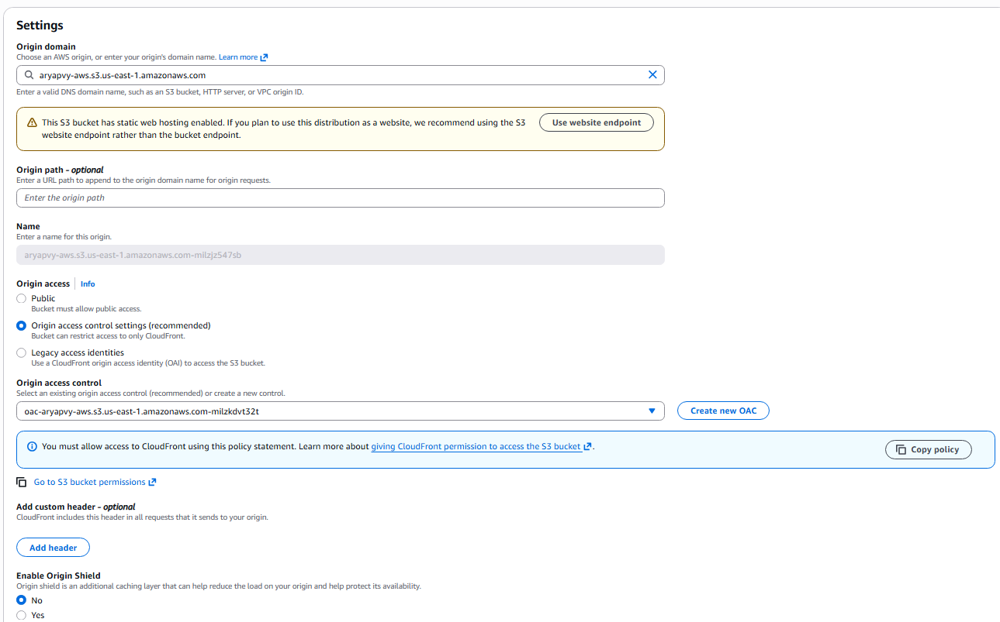 Settings
Origin domain
Choose an AWS origin, or enter your origin's domain name. Learn more
aryapvy-aws.s3.us-east-1.amazonaws.com
Enter a valid DNS domain name, such as an S3 bucket, HTTP server, or VPC origin ID.
This S3 bucket has static web hosting enabled. If you plan to use this distribution as a website, we recommend using the S3
website endpoint rather than the bucket endpoint.
Use website endpoint
Origin path - optional
Enter a URL path to append to the origin domain name for origin requests.
Enter the origin path
Name
Enter a name for this origin.
aryapvy-aws.s3.us-east-1.amazonaws.com-milzjz547sb
Origin access Info
Public
Bucket must allow public access.
Origin access control settings (recommended)
Bucket can restrict access to only CloudFront.
Legacy access identities
Use a CloudFront origin access identity (OAI) to access the S3 bucket.
Origin access control
Select an existing origin access control (recommended) or create a new control.
oac-aryapvy-aws.s3.us-east-1.amazonaws.com-milzkdvt32t
Create new OAC
You must allow access to CloudFront using this policy statement. Learn more about giving CloudFront permission to access the S3 bucket .
Copy policy
Go to S3 bucket permissions
Add custom header - optional
CloudFront includes this header in all requests that it sends to your origin.
Add header
Enable Origin Shield
Origin shield is an additional caching layer that can help reduce the load on your origin and help protect its availability.
No
Yes